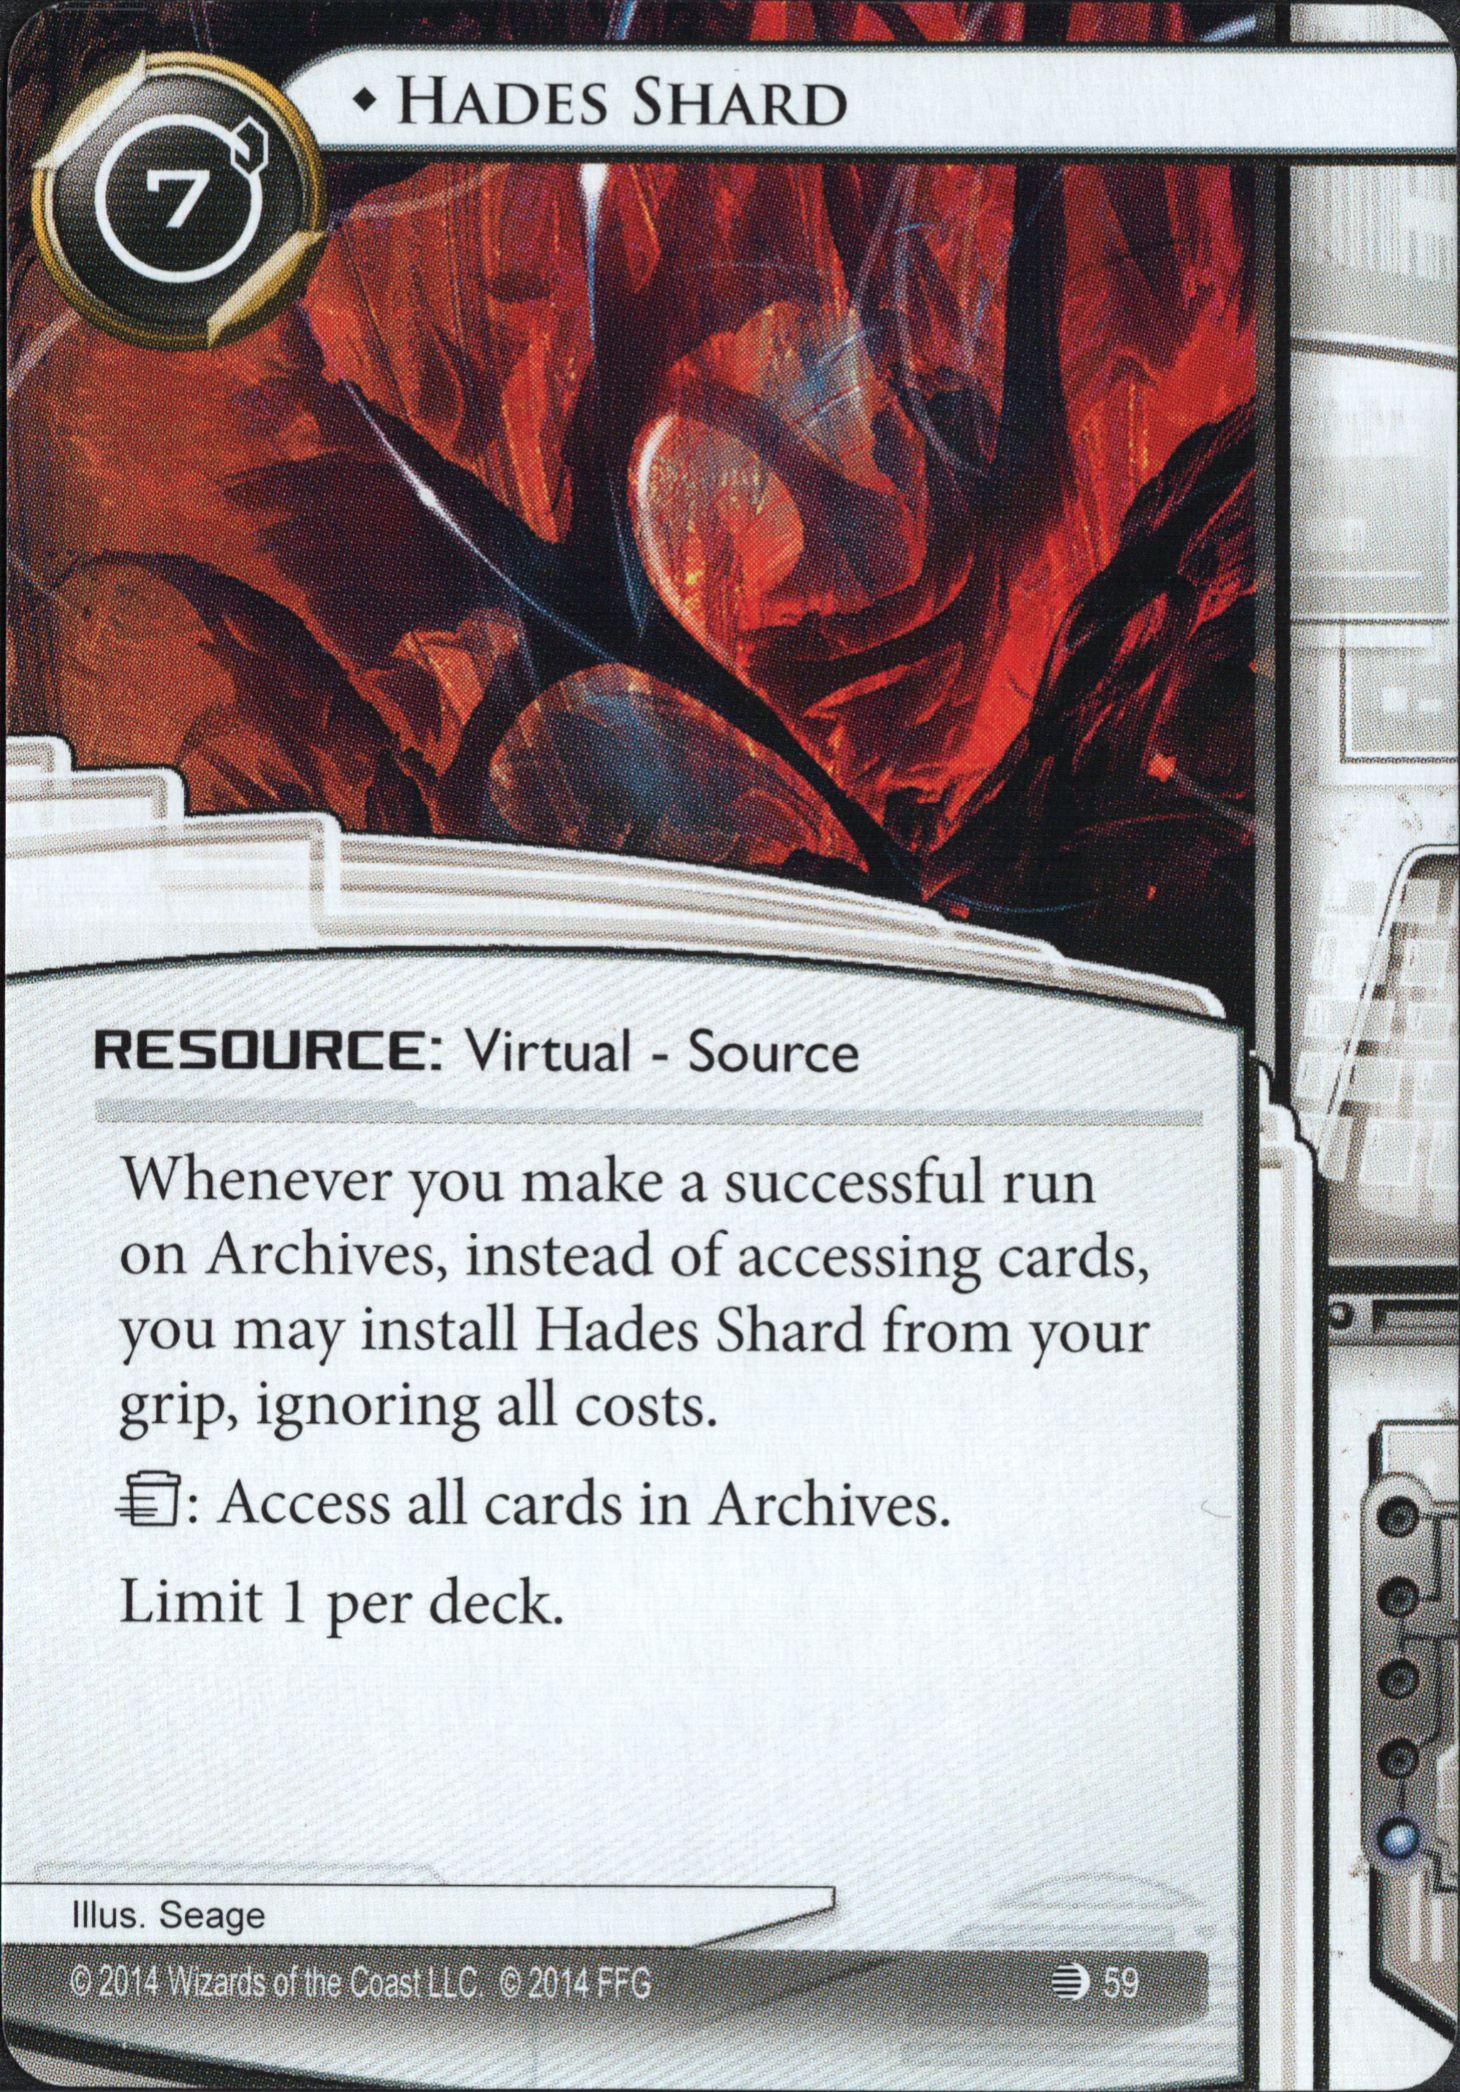 7
◆ HADES SHARD
RESOURCE: Virtual - Source
Whenever you make a successful run
on Archives, instead of accessing cards,
you may install Hades Shard from your
grip, ignoring all costs.
: Access all cards in Archives.
Limit 1 per deck.
Illus. Seage
© 2014 Wizards of the Coast LLC. © 2014 FFG
59